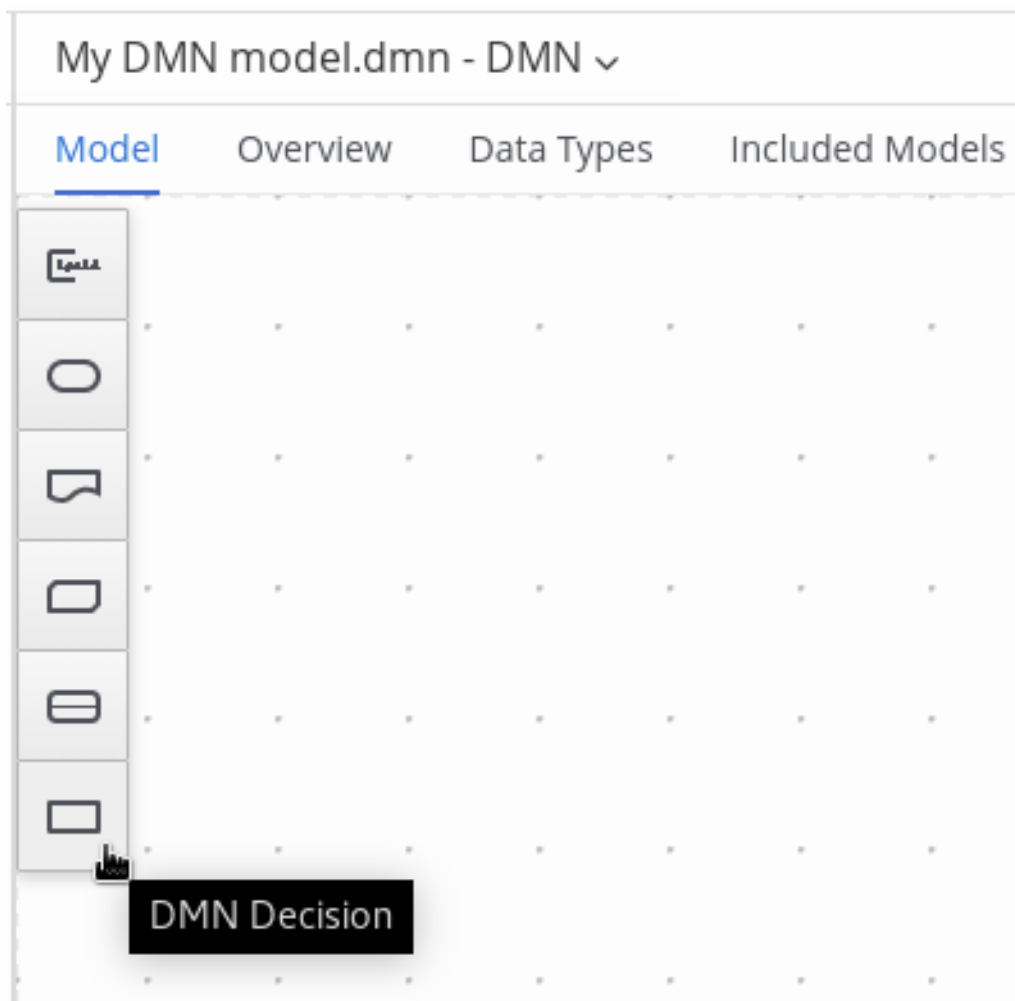 My DMN model.dmn - DMN
Model Overview Data Types Included Models
DMN Decision